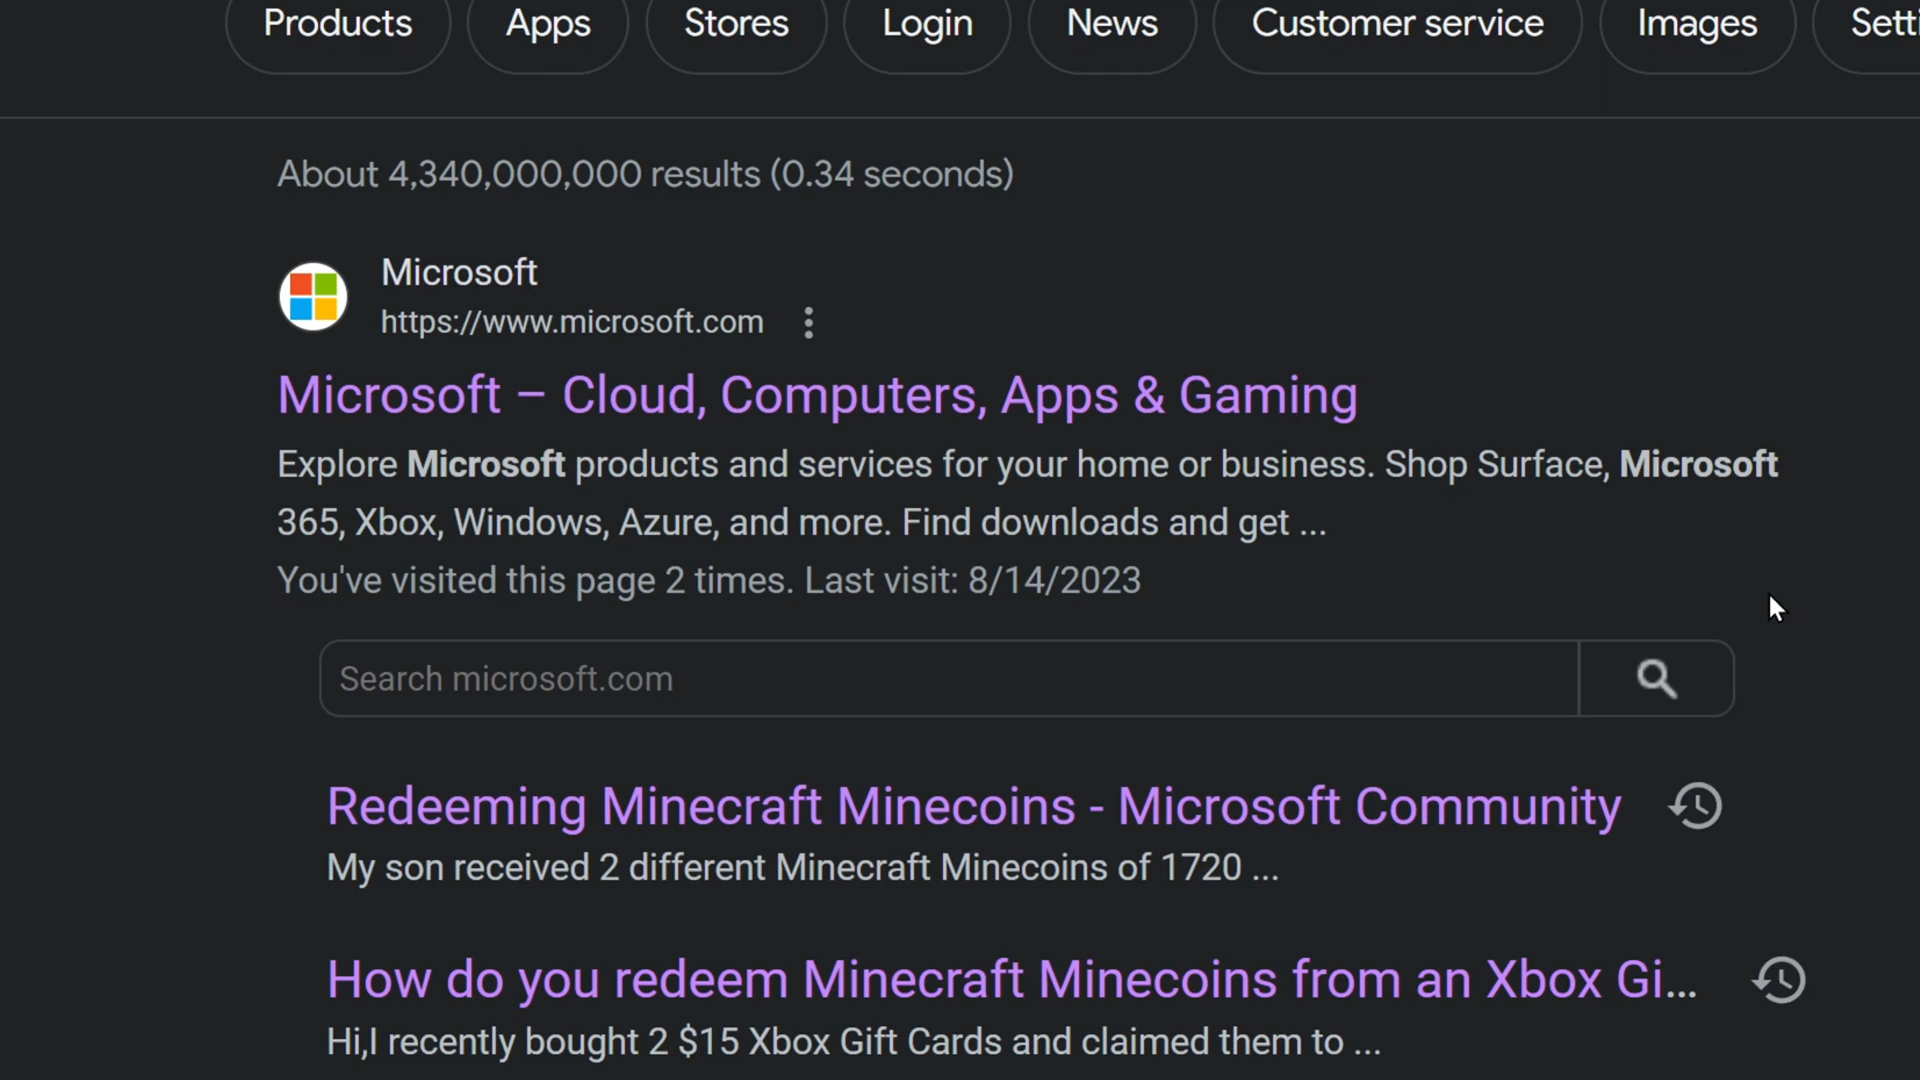 Products Apps Stores Login News Customer service Images Setti
About 4,340,000,000 results (0.34 seconds)
Microsoft
https://www.microsoft.com
Microsoft – Cloud, Computers, Apps & Gaming
Explore Microsoft products and services for your home or business. Shop Surface, Microsoft
365, Xbox, Windows, Azure, and more. Find downloads and get ...
You've visited this page 2 times. Last visit: 8/14/2023
Search microsoft.com
Redeeming Minecraft Minecoins - Microsoft Community
My son received 2 different Minecraft Minecoins of 1720 ...
How do you redeem Minecraft Minecoins from an Xbox Gi...
Hi,I recently bought 2 $15 Xbox Gift Cards and claimed them to ...